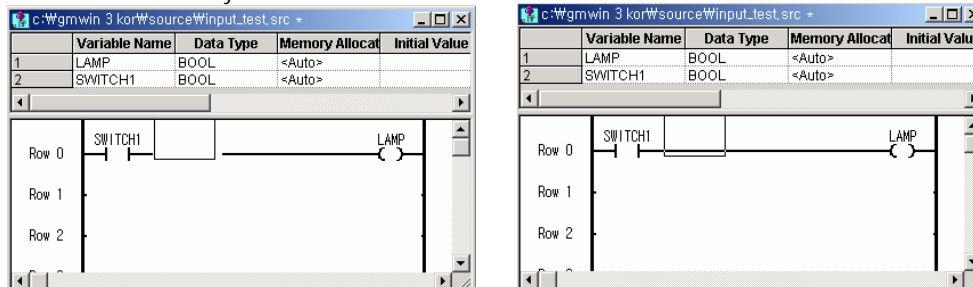 c:₩gmwin 3 kor₩source₩input_test,src *
Variable Name Data Type Memory Allocat Initial Value
1 LAMP BOOL <Auto>
2 SWITCH1 BOOL <Auto>
SWITCH1 LAMP
Row 0
Row 1
Row 2
c:₩gmwin 3 kor₩source₩input_test,src *
Variable Name Data Type Memory Allocat Initial Valu
1 LAMP BOOL <Auto>
2 SWITCH1 BOOL <Auto>
SWITCH1 LAMP
Row 0
Row 1
Row 2